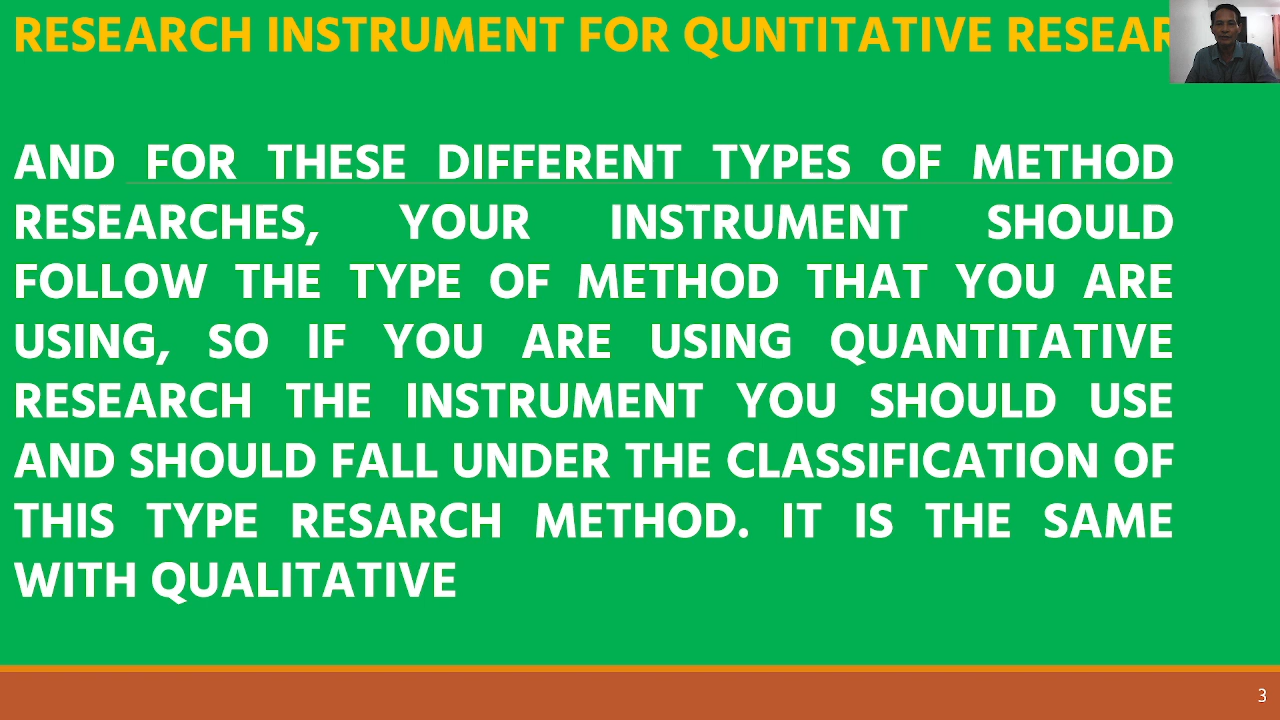 RESEARCH INSTRUMENT FOR QUNTITATIVE
AND FOR THESE DIFFERENT TYPES OF METHOD
RESEARCHES, YOUR INSTRUMENT SHOULD
FOLLOW THE TYPE OF METHOD THAT YOU ARE
USING, SO IF YOU ARE USING QUANTITATIVE
RESEARCH THE INSTRUMENT YOU SHOULD USE
AND SHOULD FALL UNDER THE CLASSIFICATION OF
THIS TYPE RESARCH METHOD. IT IS THE SAME
WITH QUALITATIVE
3